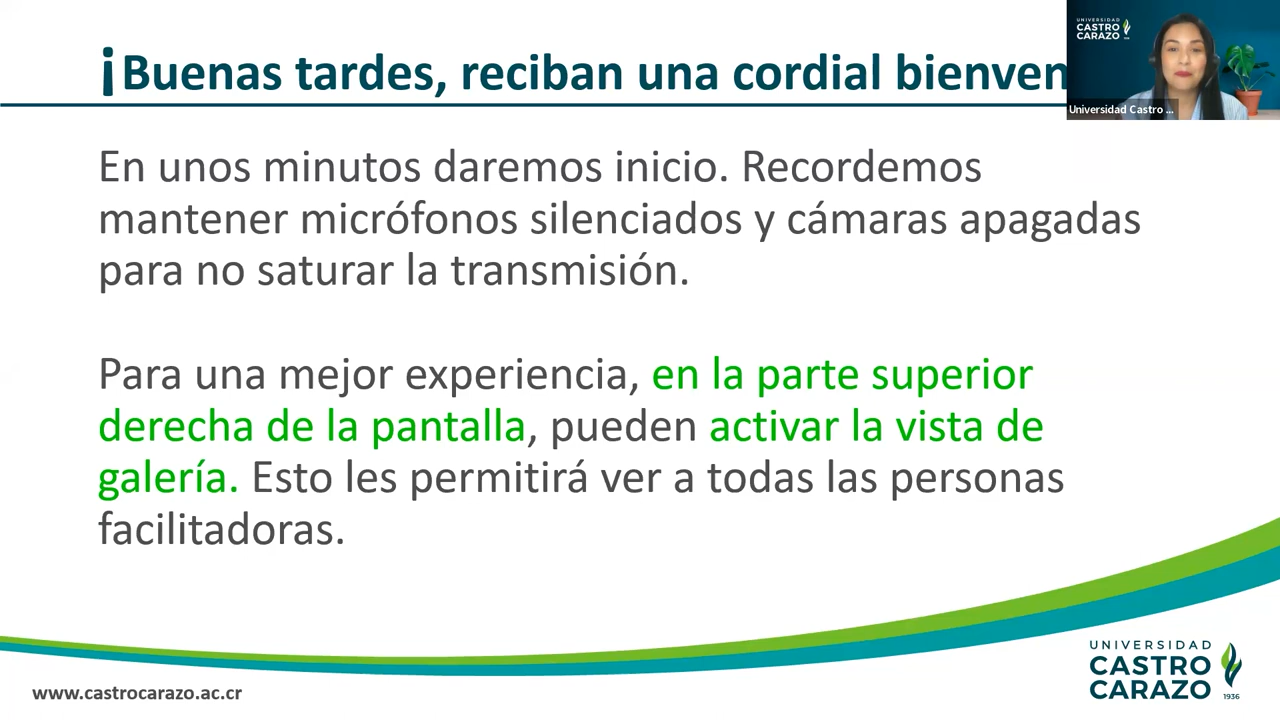 ¡Buenas tardes, reciban una cordial bienven
UNIVERSIDAD
CASTRO
CARAZO
Universidad Castro ...
En unos minutos daremos inicio. Recordemos
mantener micrófonos silenciados y cámaras apagadas
para no saturar la transmisión.
Para una mejor experiencia, en la parte superior
derecha de la pantalla, pueden activar la vista de
galería. Esto les permitirá ver a todas las personas
facilitadoras.
www.castrocarazo.ac.cr
UNIVERSIDAD
CASTRO
CARAZO
1936